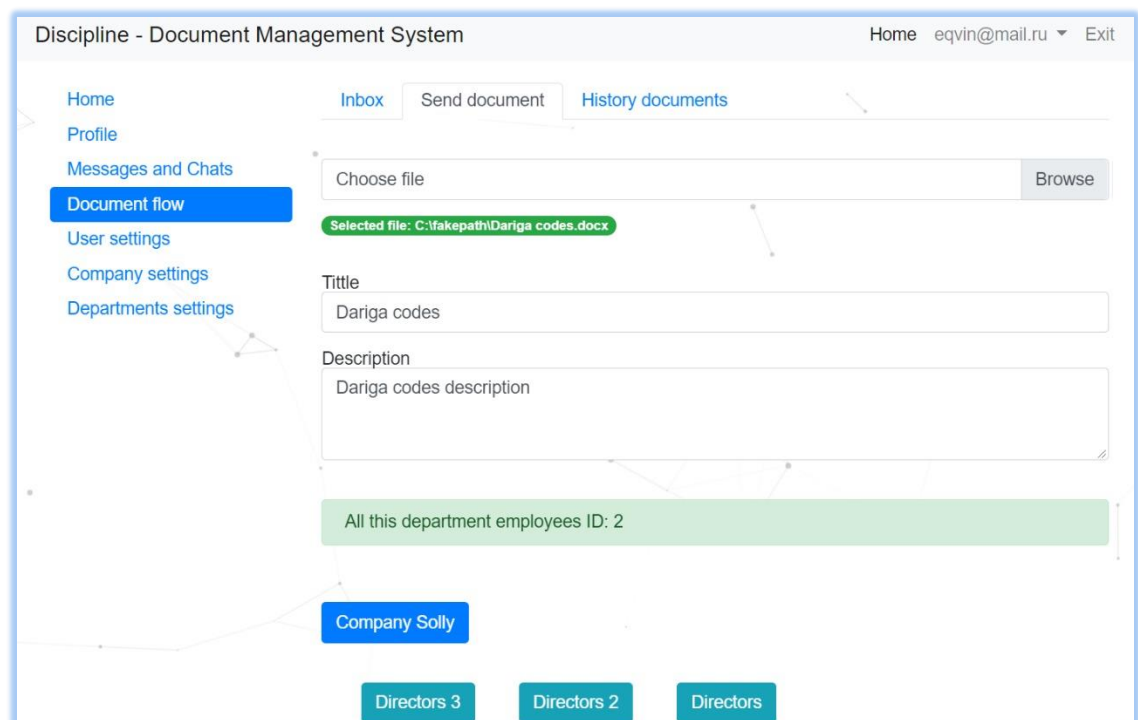 Discipline - Document Management System
Home eqvin@mail.ru Exit
Home
Profile
Messages and Chats
Document flow
User settings
Company settings
Departments settings
Inbox Send document History documents
Choose file Browse
Selected file: C:\fakepath\Dariga codes.docx
Tittle
Dariga codes
Description
Dariga codes description
All this department employees ID: 2
Company Solly
Directors 3 Directors 2 Directors